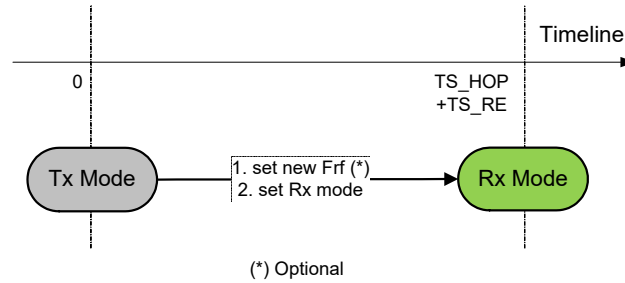 Timeline
0
TS_HOP
+TS_RE
Tx Mode
1. set new Frf (*)
2. set Rx mode
Rx Mode
(*) Optional